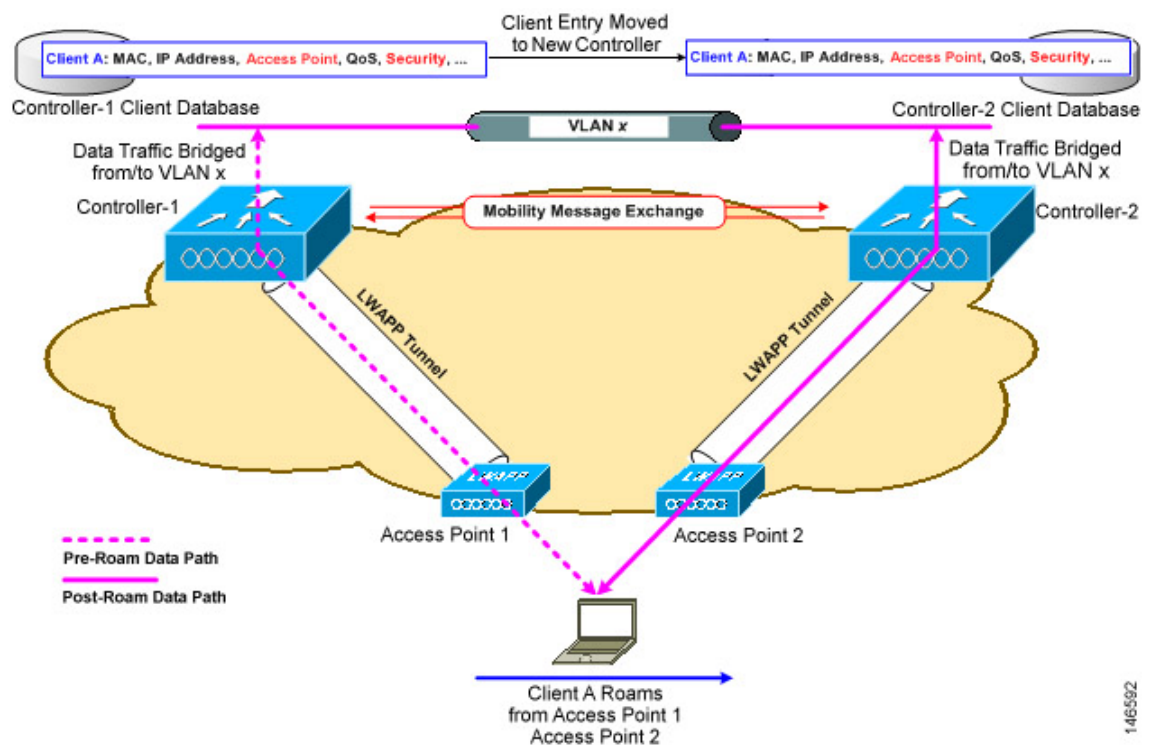 Client Entry Moved
to New Controller
Client A: MAC, IP Address, Access Point, QoS, Security, ...
Client A: MAC, IP Address, Access Point, QoS, Security, ...
Controller-1 Client Database
Controller-2 Client Database
VLAN x
Data Traffic Bridged
from/to VLAN x
Data Traffic Bridged
from/to VLAN x
Controller-1
Mobility Message Exchange
Controller-2
LWAPP Tunnel
LWAPP Tunnel
LWAPP
LWAPP
Access Point 1
Access Point 2
Pre-Roam Data Path
Post-Roam Data Path
Client A Roams
from Access Point 1
Access Point 2
146592